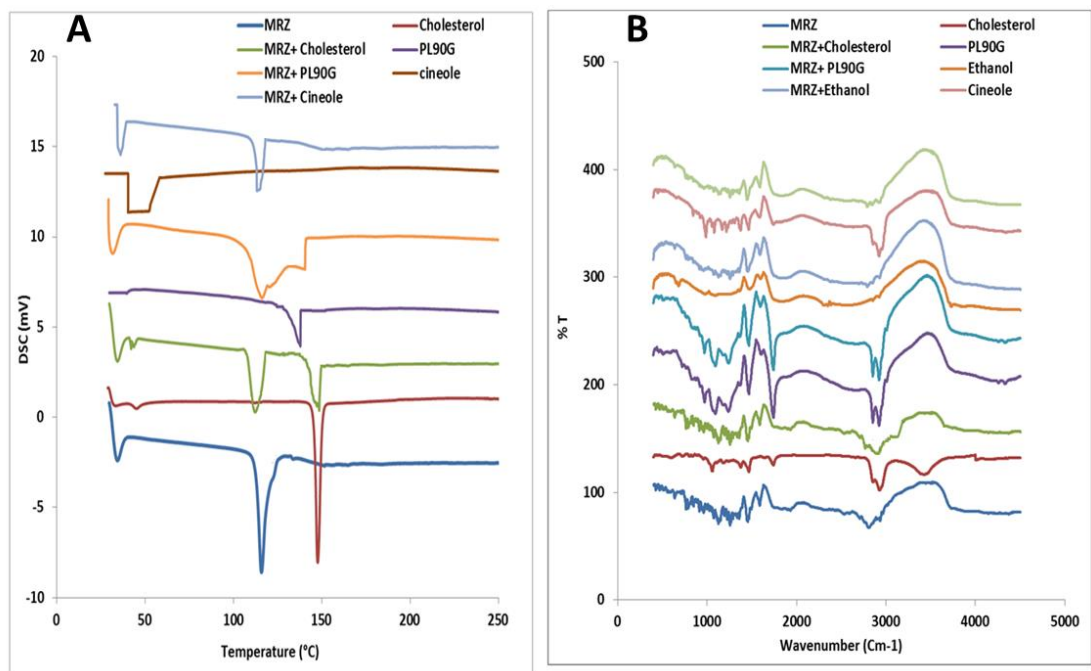 A
MRZ
Cholesterol
MRZ+ Cholesterol
PL90G
MRZ+ PL90G
cineole
MRZ+ Cineole
20
15
10
5
0
-5
-10
DSC (mV)
0 50 100 150 200 250
Temperature (°C)
B
MRZ
Cholesterol
MRZ+Cholesterol
PL90G
MRZ+ PL90G
Ethanol
MRZ+Ethanol
Cineole
500
400
300
200
100
0
% T
0 1000 2000 3000 4000 5000
Wavenumber (Cm-1)